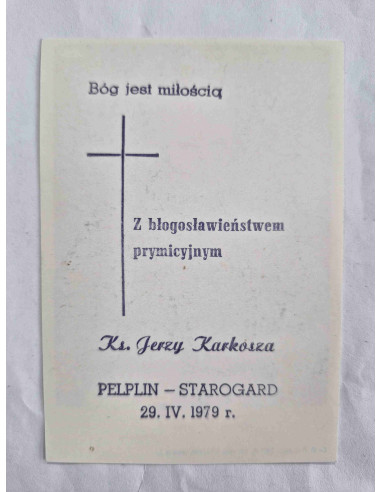 Bóg jest miłością
Z błogosławieństwem
prymicyjnym
Ks. Jerzy Karkosza
PELPLIN – STAROGARD
29. IV. 1979 r.